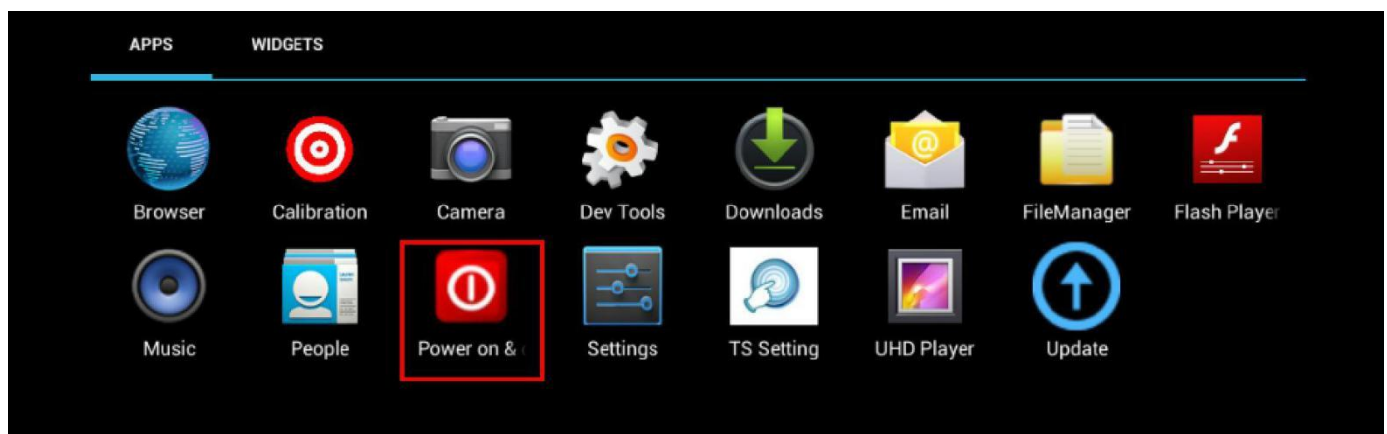 APPS WIDGETS
Browser Calibration Camera Dev Tools Downloads Email FileManager Flash Player
Music People Power on & Settings TS Setting UHD Player Update